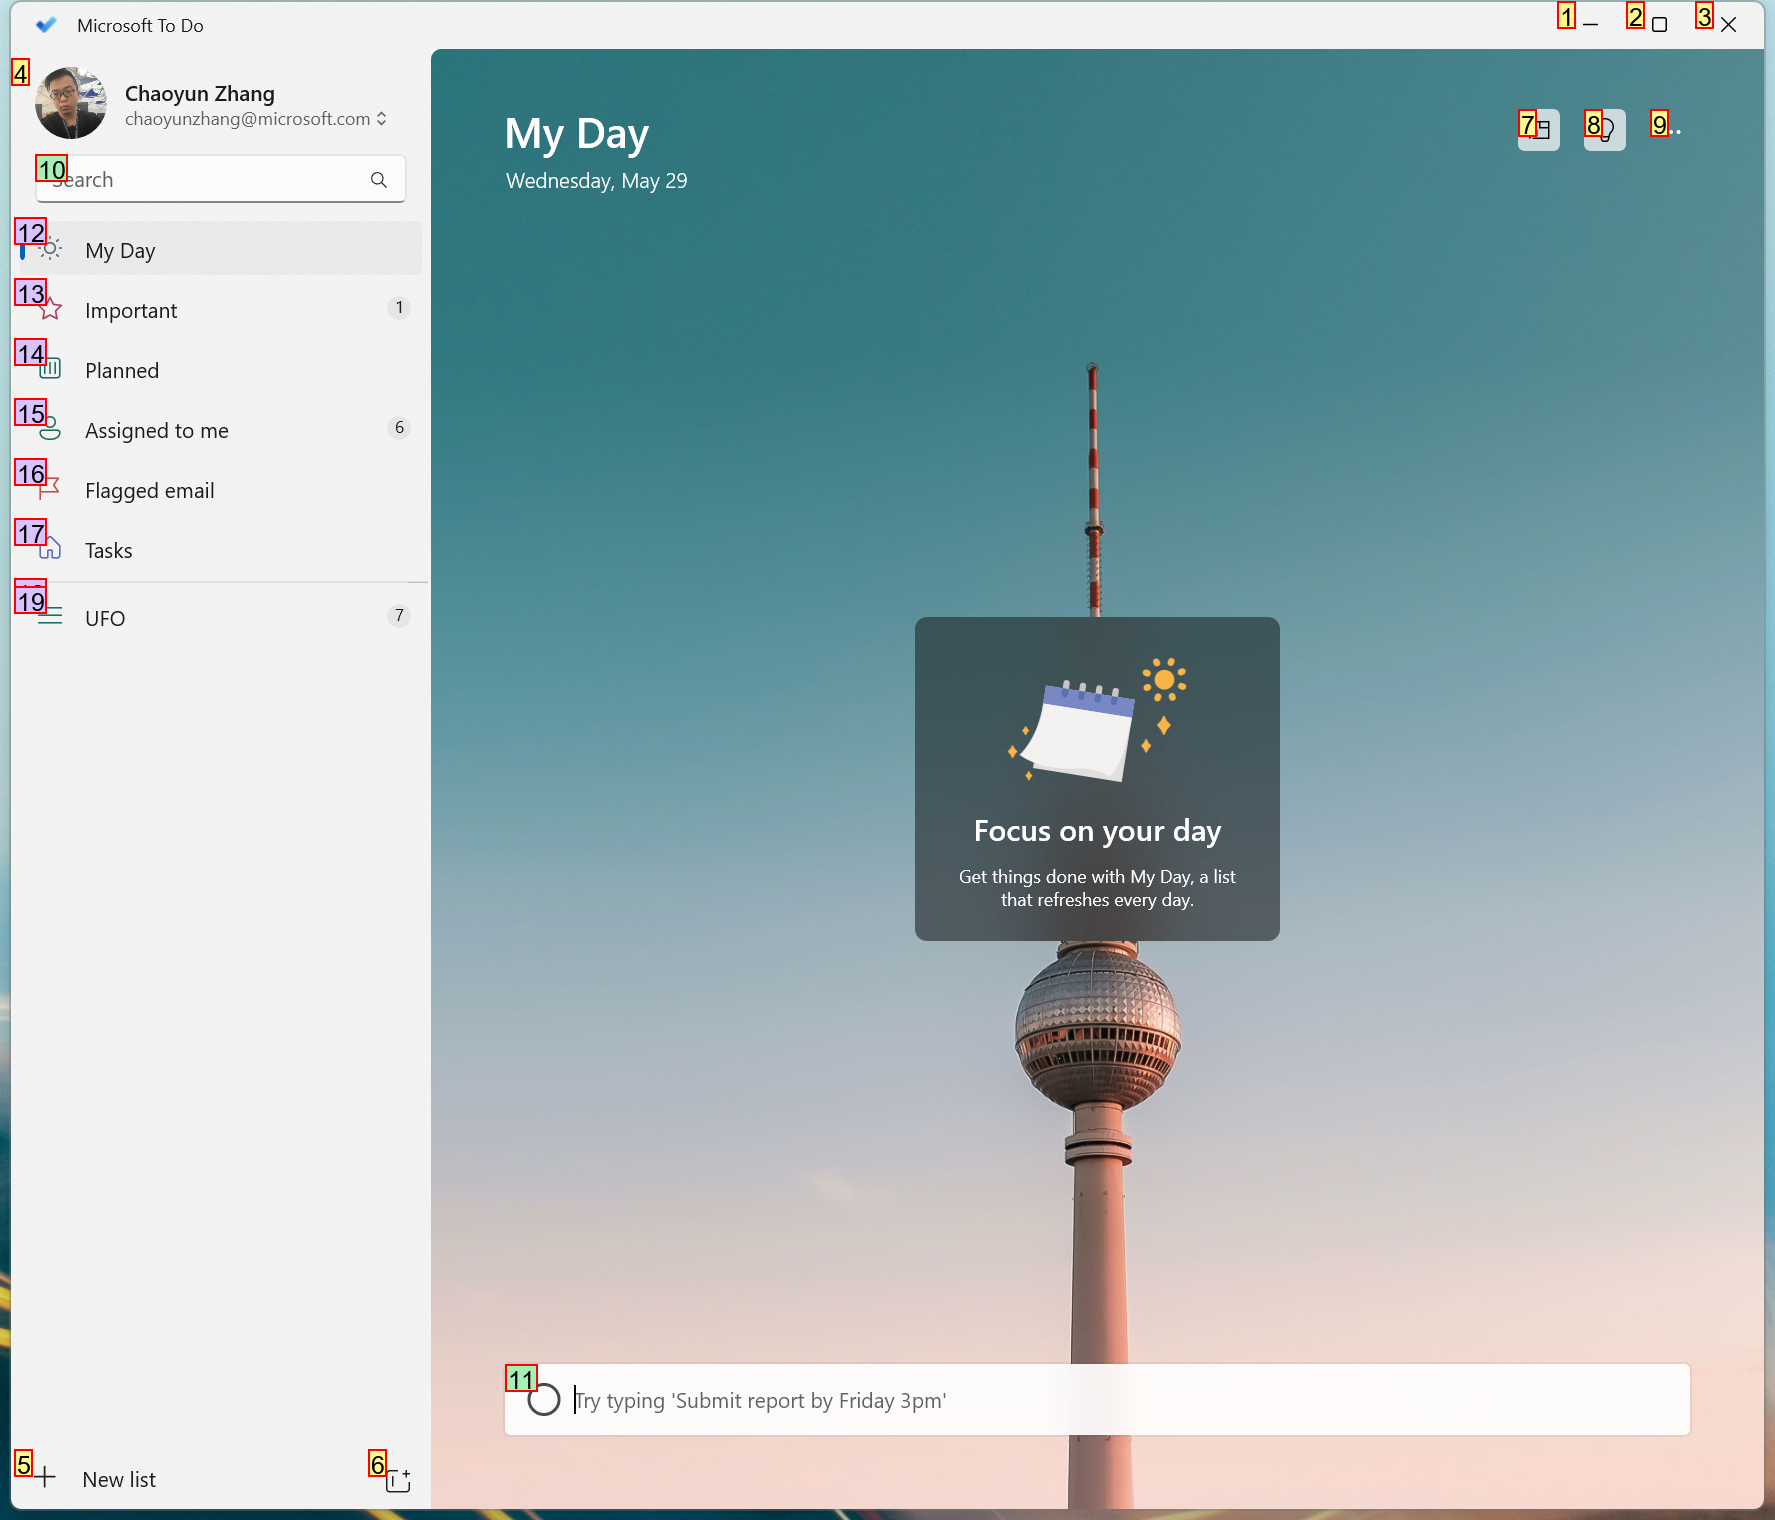 Microsoft To Do
1
2
3
4
Chaoyun Zhang
chaoyunzhang@microsoft.com
10
Search
12
My Day
13
Important
1
14
Planned
15
Assigned to me
6
16
Flagged email
17
Tasks
19
UFO
7
5
New list
6
My Day
Wednesday, May 29
7
8
9
Focus on your day
Get things done with My Day, a list
that refreshes every day.
11
Try typing 'Submit report by Friday 3pm'